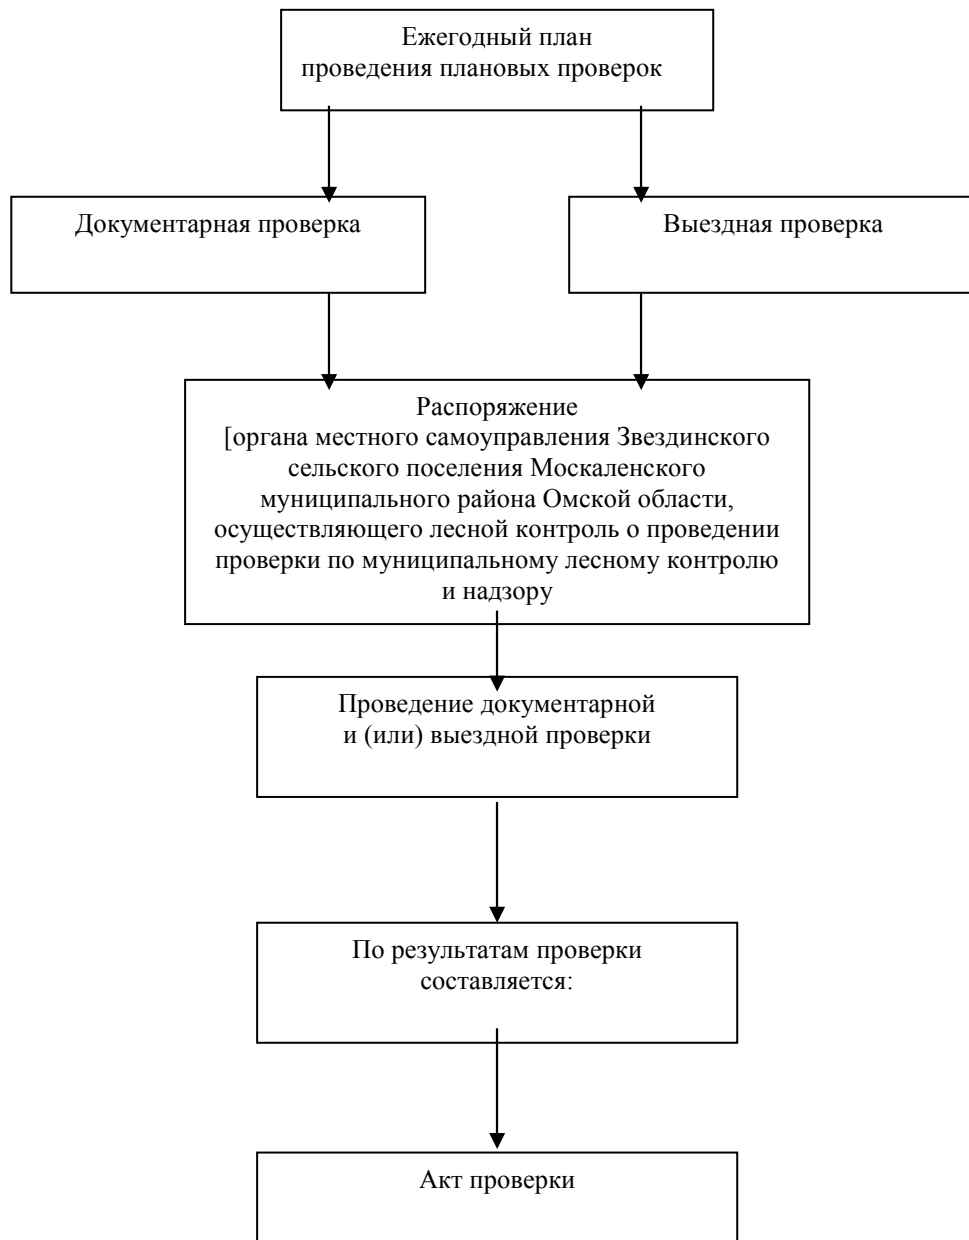 Ежегодный план
проведения плановых проверок
Документарная проверка
Выездная проверка
Распоряжение
[органа местного самоуправления Звездинского
сельского поселения Москаленского
муниципального района Омской области,
осуществляющего лесной контроль о проведении
проверки по муниципальному лесному контролю
и надзору
Проведение документарной
и (или) выездной проверки
По результатам проверки
составляется:
Акт проверки